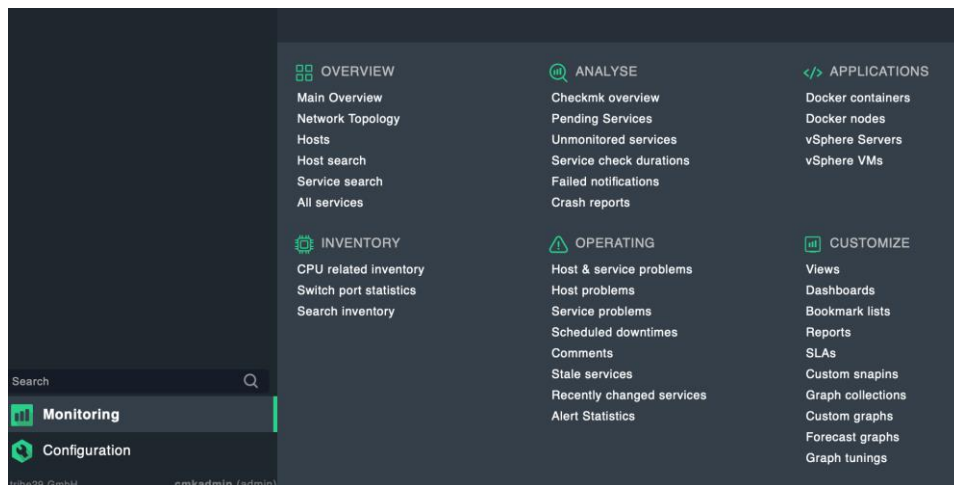 OVERVIEW
Main Overview
Network Topology
Hosts
Host search
Service search
All services
ANALYSE
Checkmk overview
Pending Services
Unmonitored services
Service check durations
Failed notifications
Crash reports
</> APPLICATIONS
Docker containers
Docker nodes
vSphere Servers
vSphere VMs
INVENTORY
CPU related inventory
Switch port statistics
Search inventory
OPERATING
Host & service problems
Host problems
Service problems
Scheduled downtimes
Comments
Stale services
Recently changed services
Alert Statistics
CUSTOMIZE
Views
Dashboards
Bookmark lists
Reports
SLAs
Custom snapins
Graph collections
Custom graphs
Forecast graphs
Graph tunings
Search
Monitoring
Configuration
tribe29 GmbH cmkadmin (admin)